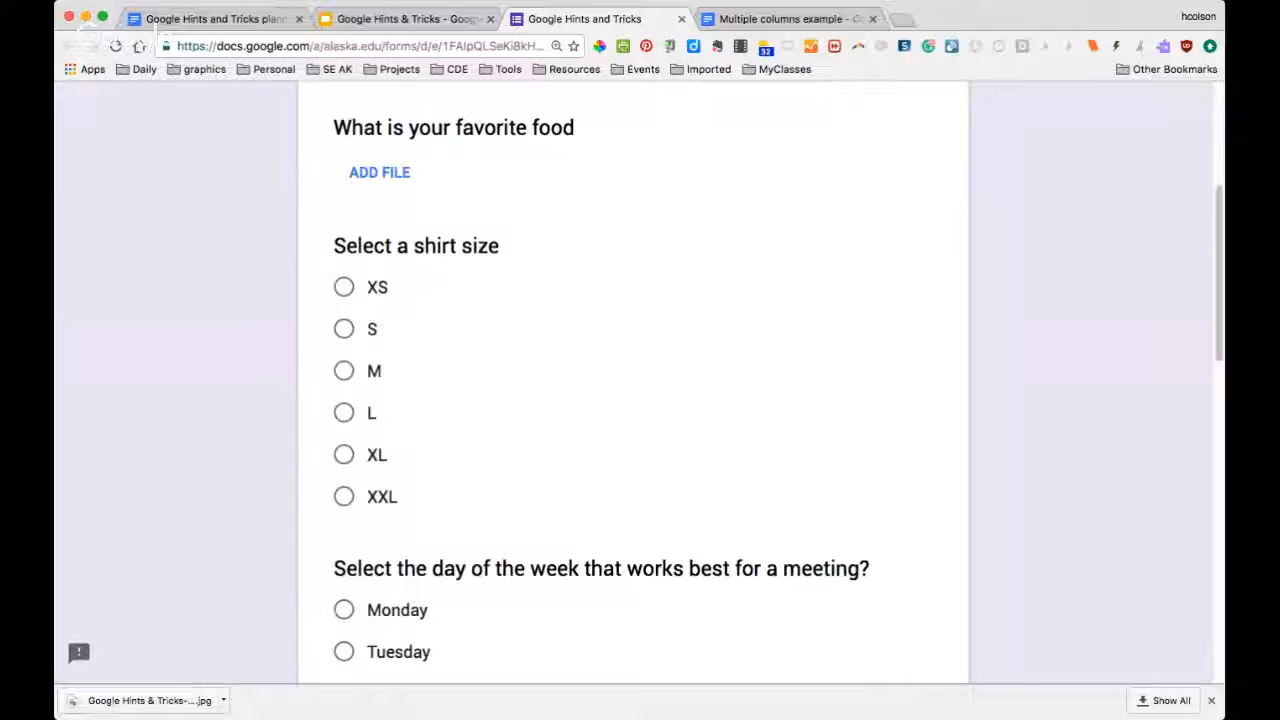 Google Hints and Tricks plann
Google Hints & Tricks - Goog
Google Hints and Tricks
Multiple columns example - G
hcolson
https://docs.google.com/a/alaska.edu/forms/d/e/1FAIpQLSeKi8kH...
32
Apps
Daily
graphics
Personal
SE AK
Projects
CDE
Tools
Resources
Events
Imported
MyClasses
Other Bookmarks
What is your favorite food
ADD FILE
Select a shirt size
XS
S
M
L
XL
XXL
Select the day of the week that works best for a meeting?
Monday
Tuesday
Google Hints & Tricks-....jpg
Show All